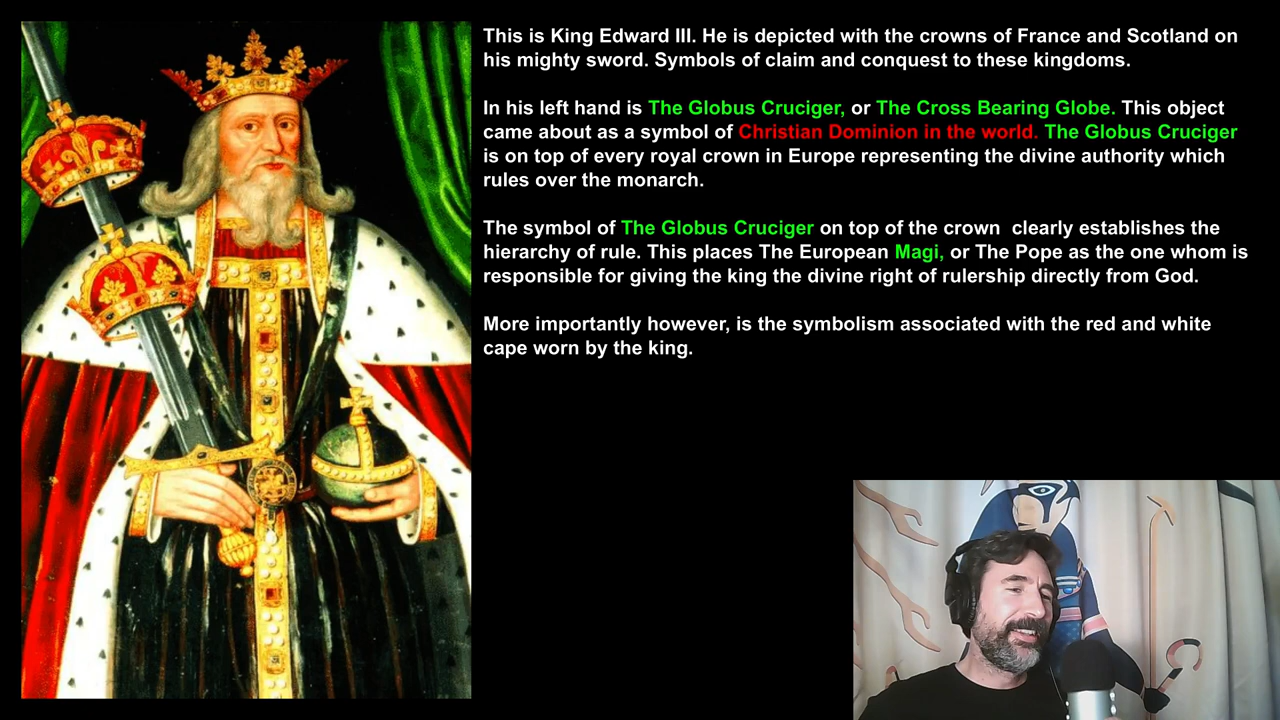 This is King Edward III. He is depicted with the crowns of France and Scotland on
his mighty sword. Symbols of claim and conquest to these kingdoms.
In his left hand is The Globus Cruciger, or The Cross Bearing Globe. This object
came about as a symbol of Christian Dominion in the world. The Globus Cruciger
is on top of every royal crown in Europe representing the divine authority which
rules over the monarch.
The symbol of The Globus Cruciger on top of the crown clearly establishes the
hierarchy of rule. This places The European Magi, or The Pope as the one whom is
responsible for giving the king the divine right of rulership directly from God.
More importantly however, is the symbolism associated with the red and white
cape worn by the king.